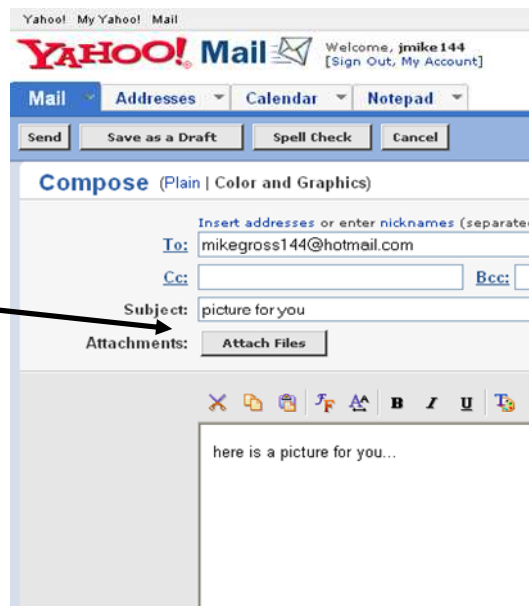 Yahoo! My Yahoo! Mail
YAHOO! Mail Welcome, jmike144
[Sign Out, My Account]
Mail Addresses Calendar Notepad
Send Save as a Draft Spell Check Cancel
Compose (Plain | Color and Graphics)
Insert addresses or enter nicknames (separated
To: mikegross144@hotmail.com
Cc: Bcc:
Subject: picture for you
Attachments: Attach Files
B I U
here is a picture for you...